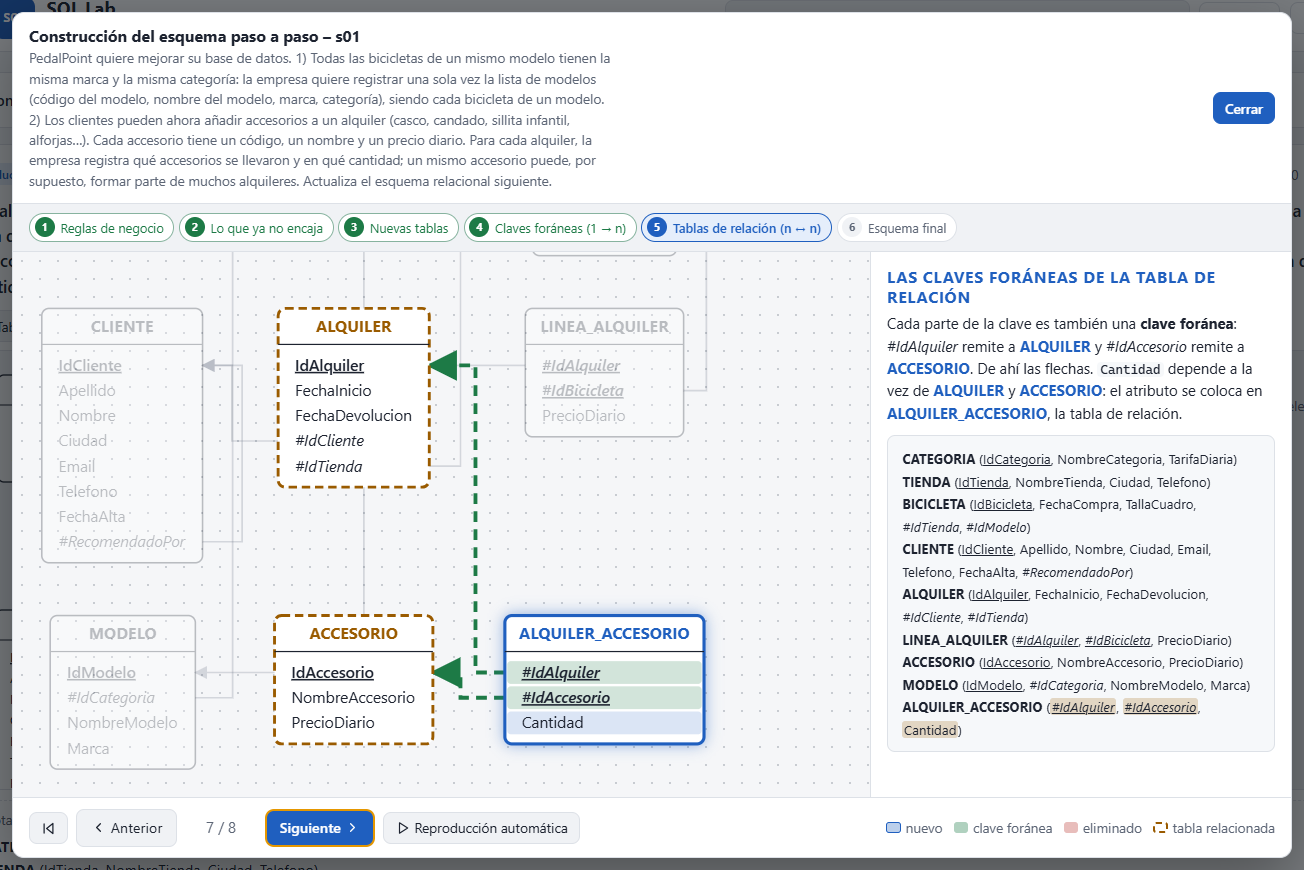 SQL Lab
Construcción del esquema paso a paso – s01
PedalPoint quiere mejorar su base de datos. 1) Todas las bicicletas de un mismo modelo tienen la
misma marca y la misma categoría: la empresa quiere registrar una sola vez la lista de modelos
(código del modelo, nombre del modelo, marca, categoría), siendo cada bicicleta de un modelo.
2) Los clientes pueden ahora añadir accesorios a un alquiler (casco, candado, sillita infantil,
alforjas...). Cada accesorio tiene un código, un nombre y un precio diario. Para cada alquiler, la
empresa registra qué accesorios se llevaron y en qué cantidad; un mismo accesorio puede, por
supuesto, formar parte de muchos alquileres. Actualiza el esquema relacional siguiente.
Cerrar
1 Reglas de negocio
2 Lo que ya no encaja
3 Nuevas tablas
4 Claves foráneas (1 → n)
5 Tablas de relación (n ↔ n)
6 Esquema final
CLIENTE
IdCliente
Apellido
Nombre
Ciudad
Email
Telefono
FechaAlta
#RecomendadoPor
ALQUILER
IdAlquiler
FechaInicio
FechaDevolucion
#IdCliente
#IdTienda
LINEA_ALQUILER
#IdAlquiler
#IdBicicleta
PrecioDiario
MODELO
IdModelo
#IdCategoria
NombreModelo
Marca
ACCESORIO
IdAccesorio
NombreAccesorio
PrecioDiario
ALQUILER_ACCESORIO
#IdAlquiler
#IdAccesorio
Cantidad
LAS CLAVES FORÁNEAS DE LA TABLA DE
RELACIÓN
Cada parte de la clave es también una clave foránea:
#IdAlquiler remite a ALQUILER y #IdAccesorio remite a
ACCESORIO. De ahí las flechas. Cantidad depende a la
vez de ALQUILER y ACCESORIO: el atributo se coloca en
ALQUILER_ACCESORIO, la tabla de relación.
CATEGORIA (IdCategoria, NombreCategoria, TarifaDiaria)
TIENDA (IdTienda, NombreTienda, Ciudad, Telefono)
BICICLETA (IdBicicleta, FechaCompra, TallaCuadro,
#IdTienda, #IdModelo)
CLIENTE (IdCliente, Apellido, Nombre, Ciudad, Email,
Telefono, FechaAlta, #RecomendadoPor)
ALQUILER (IdAlquiler, FechaInicio, FechaDevolucion,
#IdCliente, #IdTienda)
LINEA_ALQUILER (#IdAlquiler, #IdBicicleta, PrecioDiario)
ACCESORIO (IdAccesorio, NombreAccesorio, PrecioDiario)
MODELO (IdModelo, #IdCategoria, NombreModelo, Marca)
ALQUILER_ACCESORIO (#IdAlquiler, #IdAccesorio,
Cantidad)
Anterior
7 / 8
Siguiente
Reproducción automática
nuevo
clave foránea
eliminado
tabla relacionada